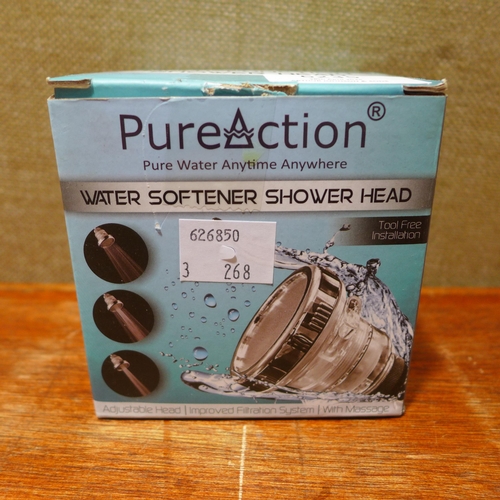 PureAction®
Pure Water Anytime Anywhere
WATER SOFTENER SHOWER HEAD
Tool Free
Installation
626850
3 268
Adjustable Head | Improved Filtration System | With Massage